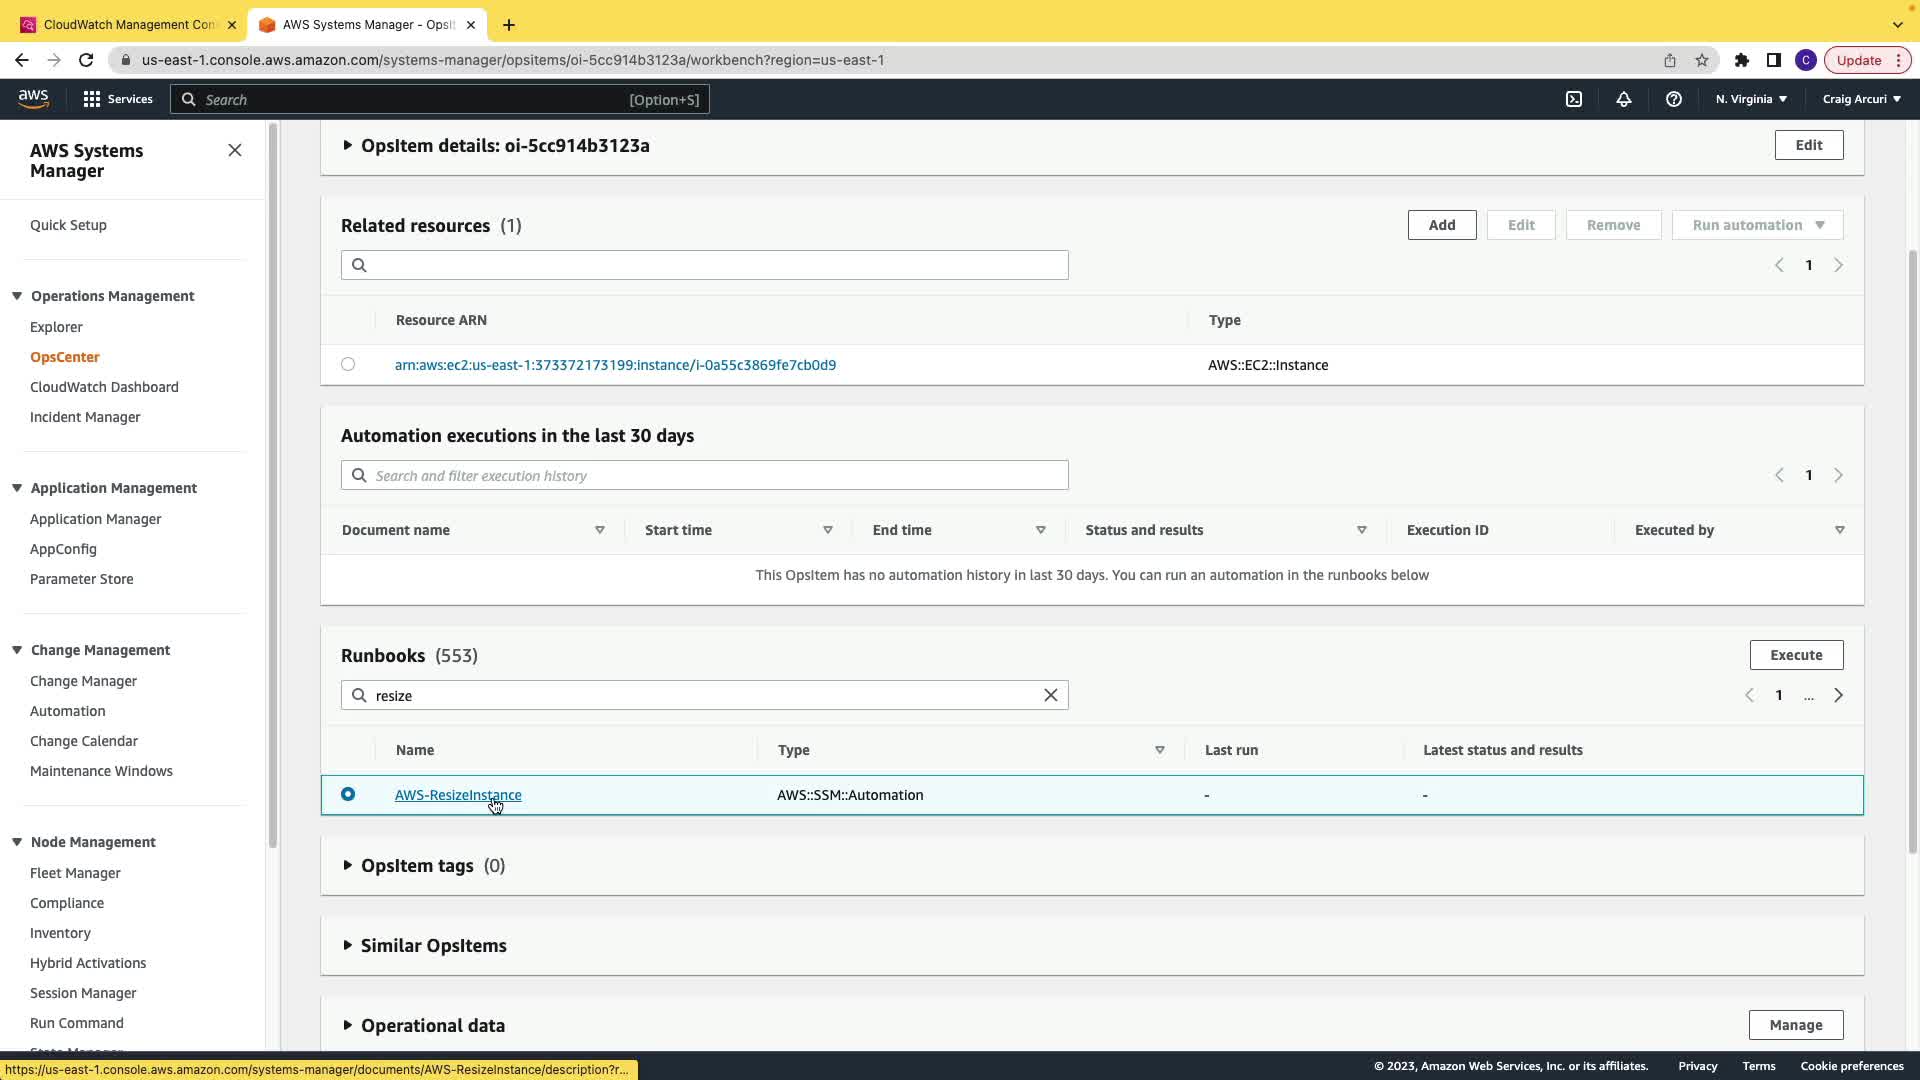 CloudWatch Management Con
AWS Systems Manager - OpsIt
us-east-1.console.aws.amazon.com/systems-manager/opsitems/oi-5cc914b3123a/workbench?region=us-east-1
C
Update
aws
Services
Search
[Option+S]
N. Virginia
Craig Arcuri
AWS Systems Manager
Quick Setup
Operations Management
Explorer
OpsCenter
CloudWatch Dashboard
Incident Manager
Application Management
Application Manager
AppConfig
Parameter Store
Change Management
Change Manager
Automation
Change Calendar
Maintenance Windows
Node Management
Fleet Manager
Compliance
Inventory
Hybrid Activations
Session Manager
Run Command
OpsItem details: oi-5cc914b3123a
Edit
Related resources (1)
Add
Edit
Remove
Run automation
1
Resource ARN
Type
arn:aws:ec2:us-east-1:373372173199:instance/i-0a55c3869fe7cb0d9
AWS::EC2::Instance
Automation executions in the last 30 days
Search and filter execution history
1
Document name
Start time
End time
Status and results
Execution ID
Executed by
This OpsItem has no automation history in last 30 days. You can run an automation in the runbooks below
Runbooks (553)
Execute
resize
1 ...
Name
Type
Last run
Latest status and results
AWS-ResizeInstance
AWS::SSM::Automation
-
-
OpsItem tags (0)
Similar OpsItems
Operational data
Manage
https://us-east-1.console.aws.amazon.com/systems-manager/documents/AWS-ResizeInstance/description?r...
© 2023, Amazon Web Services, Inc. or its affiliates.
Privacy
Terms
Cookie preferences